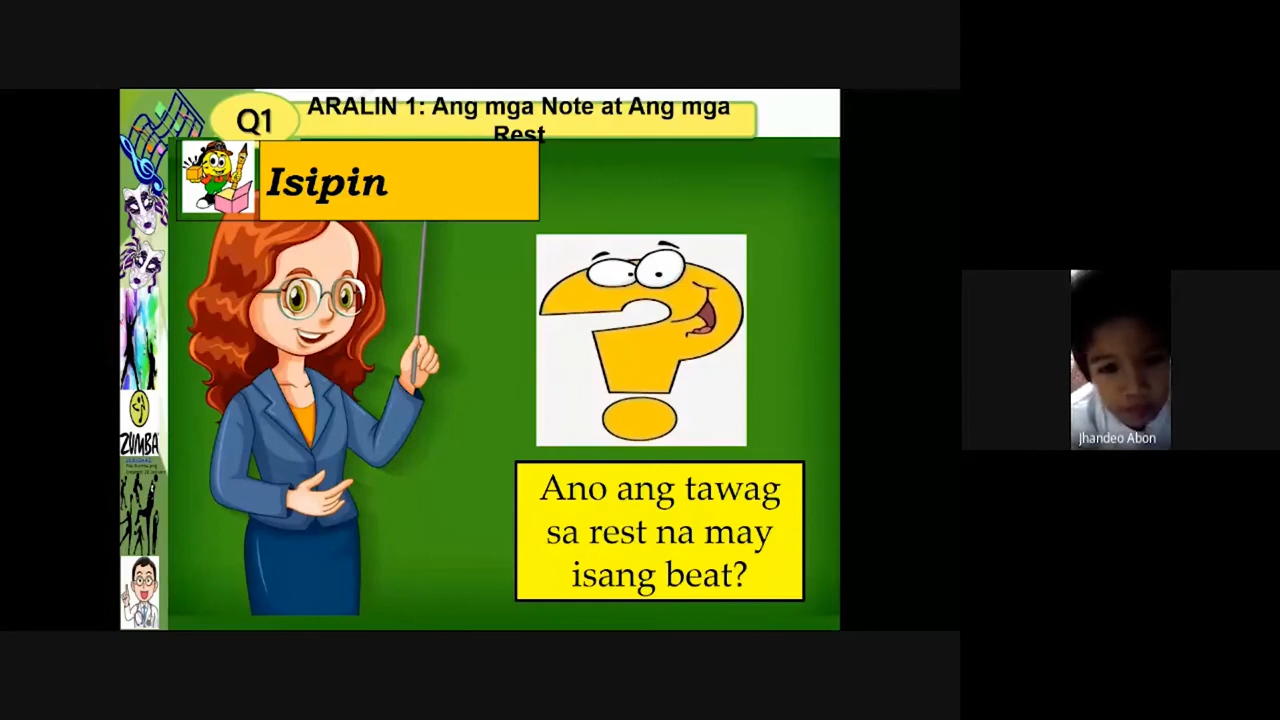 Q1
ARALIN 1: Ang mga Note at Ang mga
Rest
Isipin
ZUMBA
Ano ang tawag
sa rest na may
isang beat?
Jhandeo Abon